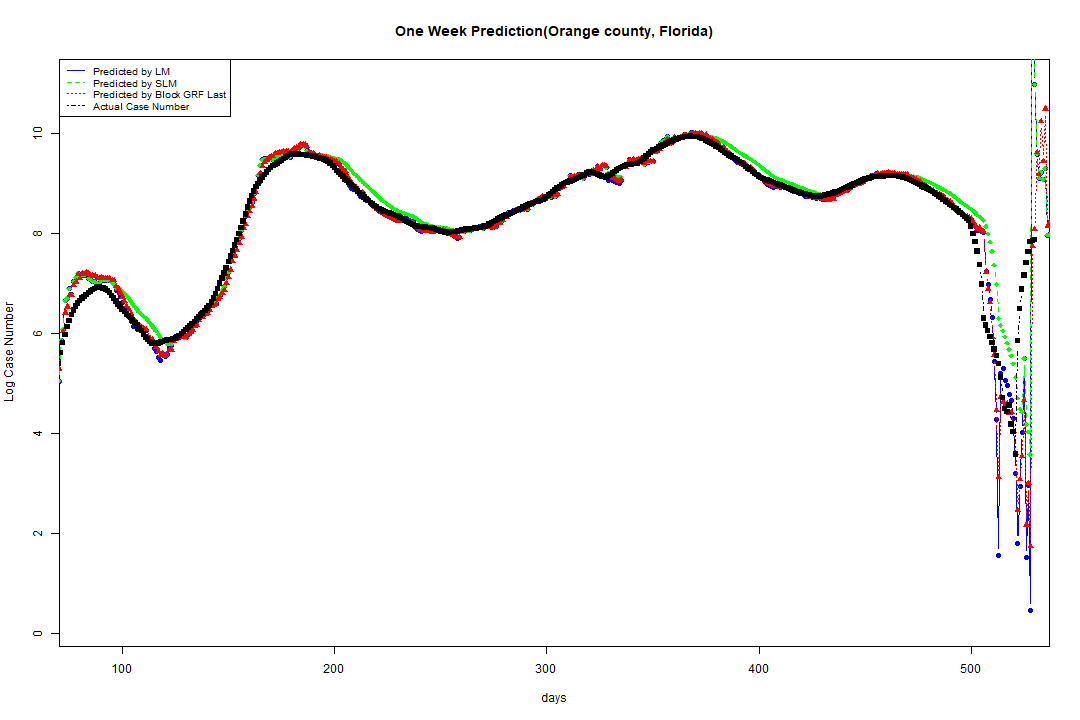 One Week Prediction(Orange county, Florida)
Predicted by LM
Predicted by SLM
Predicted by Block GRF Last
Actual Case Number
10
8
6
4
2
0
Log Case Number
100 200 300 400 500
days